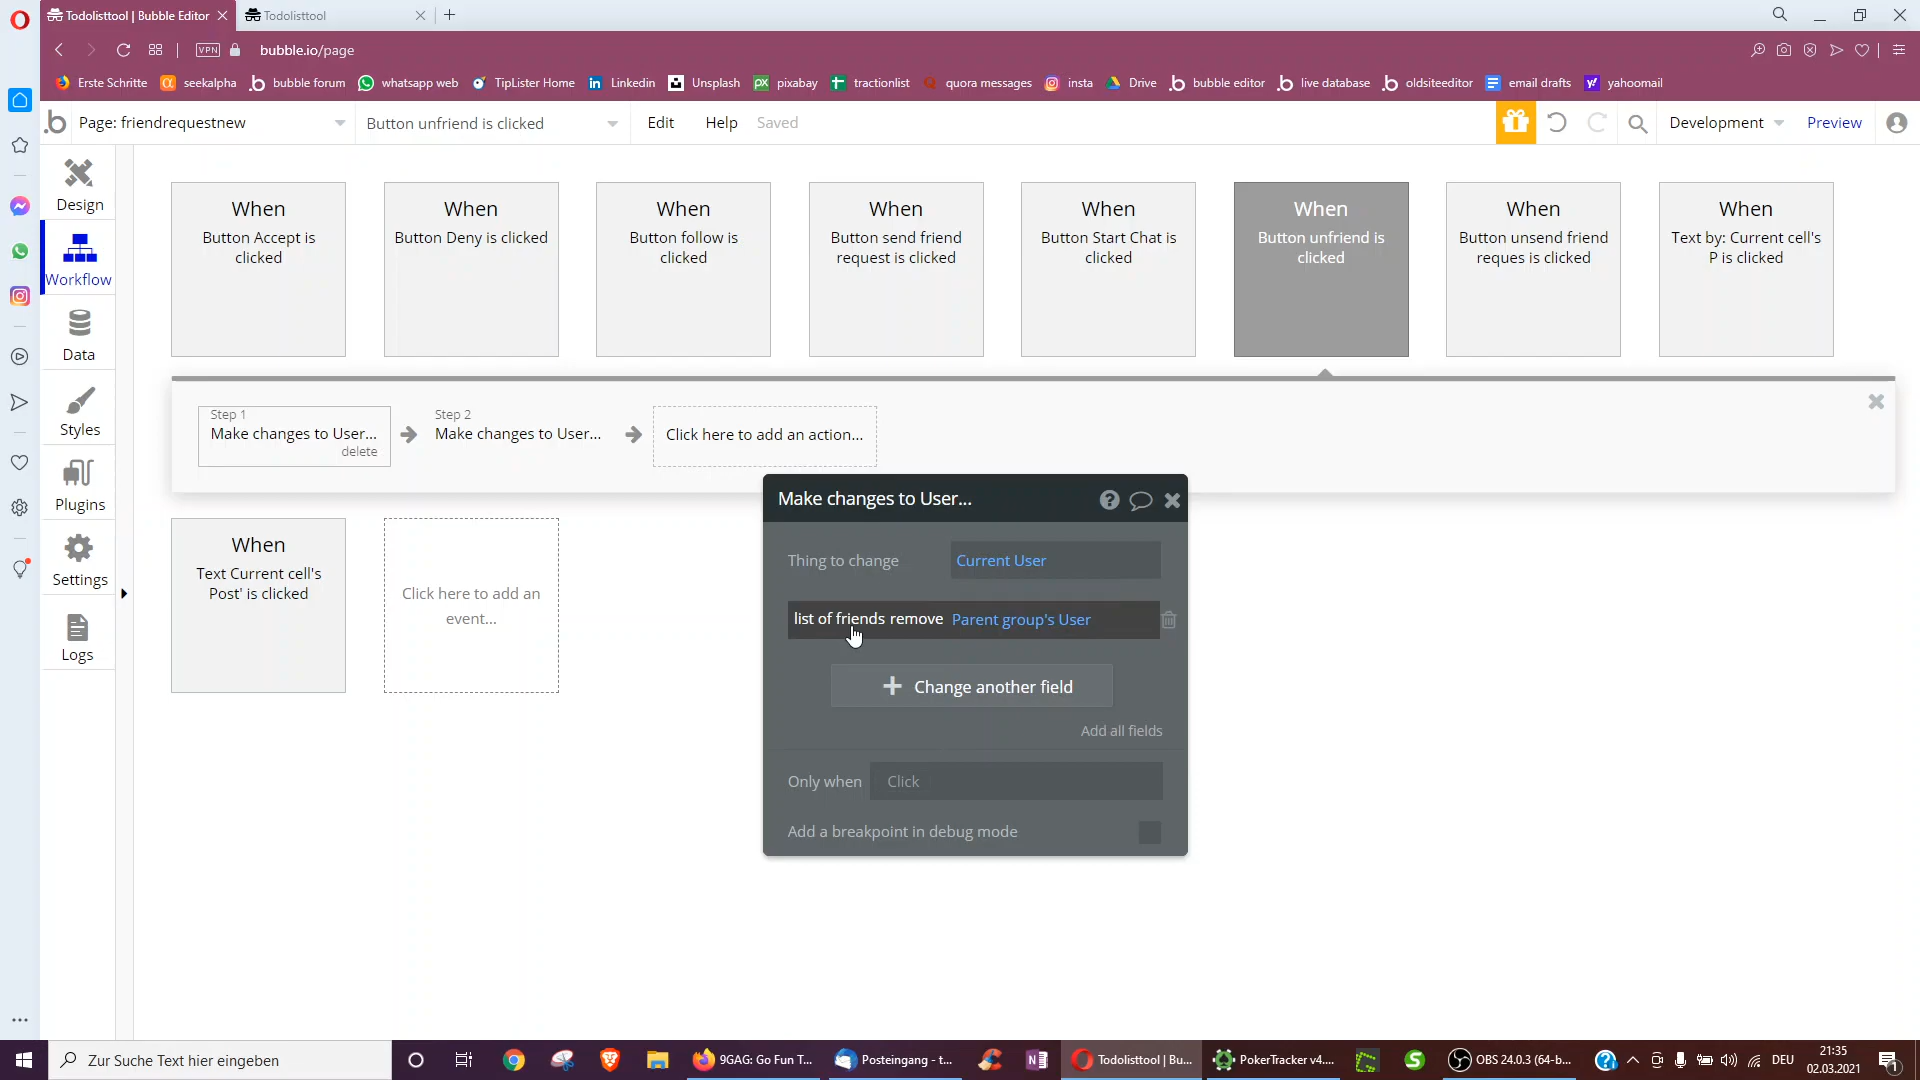 Todolisttool | Bubble Editor
Todolisttool
VPN
bubble.io/page
Erste Schritte
seekalpha
bubble forum
whatsapp web
TipLister Home
Linkedin
Unsplash
pixabay
tractionlist
quora messages
insta
Drive
bubble editor
live database
oldsiteeditor
email drafts
yahoomail
Page: friendrequestnew
Button unfriend is clicked
Edit
Help
Saved
Development
Preview
Design
Workflow
Data
Styles
Plugins
Settings
Logs
When
Button Accept is
clicked
When
Button Deny is clicked
When
Button follow is
clicked
When
Button send friend
request is clicked
When
Button Start Chat is
clicked
When
Button unfriend is
clicked
When
Button unsend friend
reques is clicked
When
Text by: Current cell's
P is clicked
Step 1
Make changes to User...
delete
Step 2
Make changes to User...
Click here to add an action...
When
Text Current cell's
Post' is clicked
Click here to add an
event...
Make changes to User...
Thing to change
Current User
list of friends remove Parent group's User
Change another field
Add all fields
Only when
Click
Add a breakpoint in debug mode
Zur Suche Text hier eingeben
9GAG: Go Fun T...
Posteingang - t...
Todolisttool | Bu...
PokerTracker v4....
OBS 24.0.3 (64-b...
DEU
21:35
02.03.2021
1